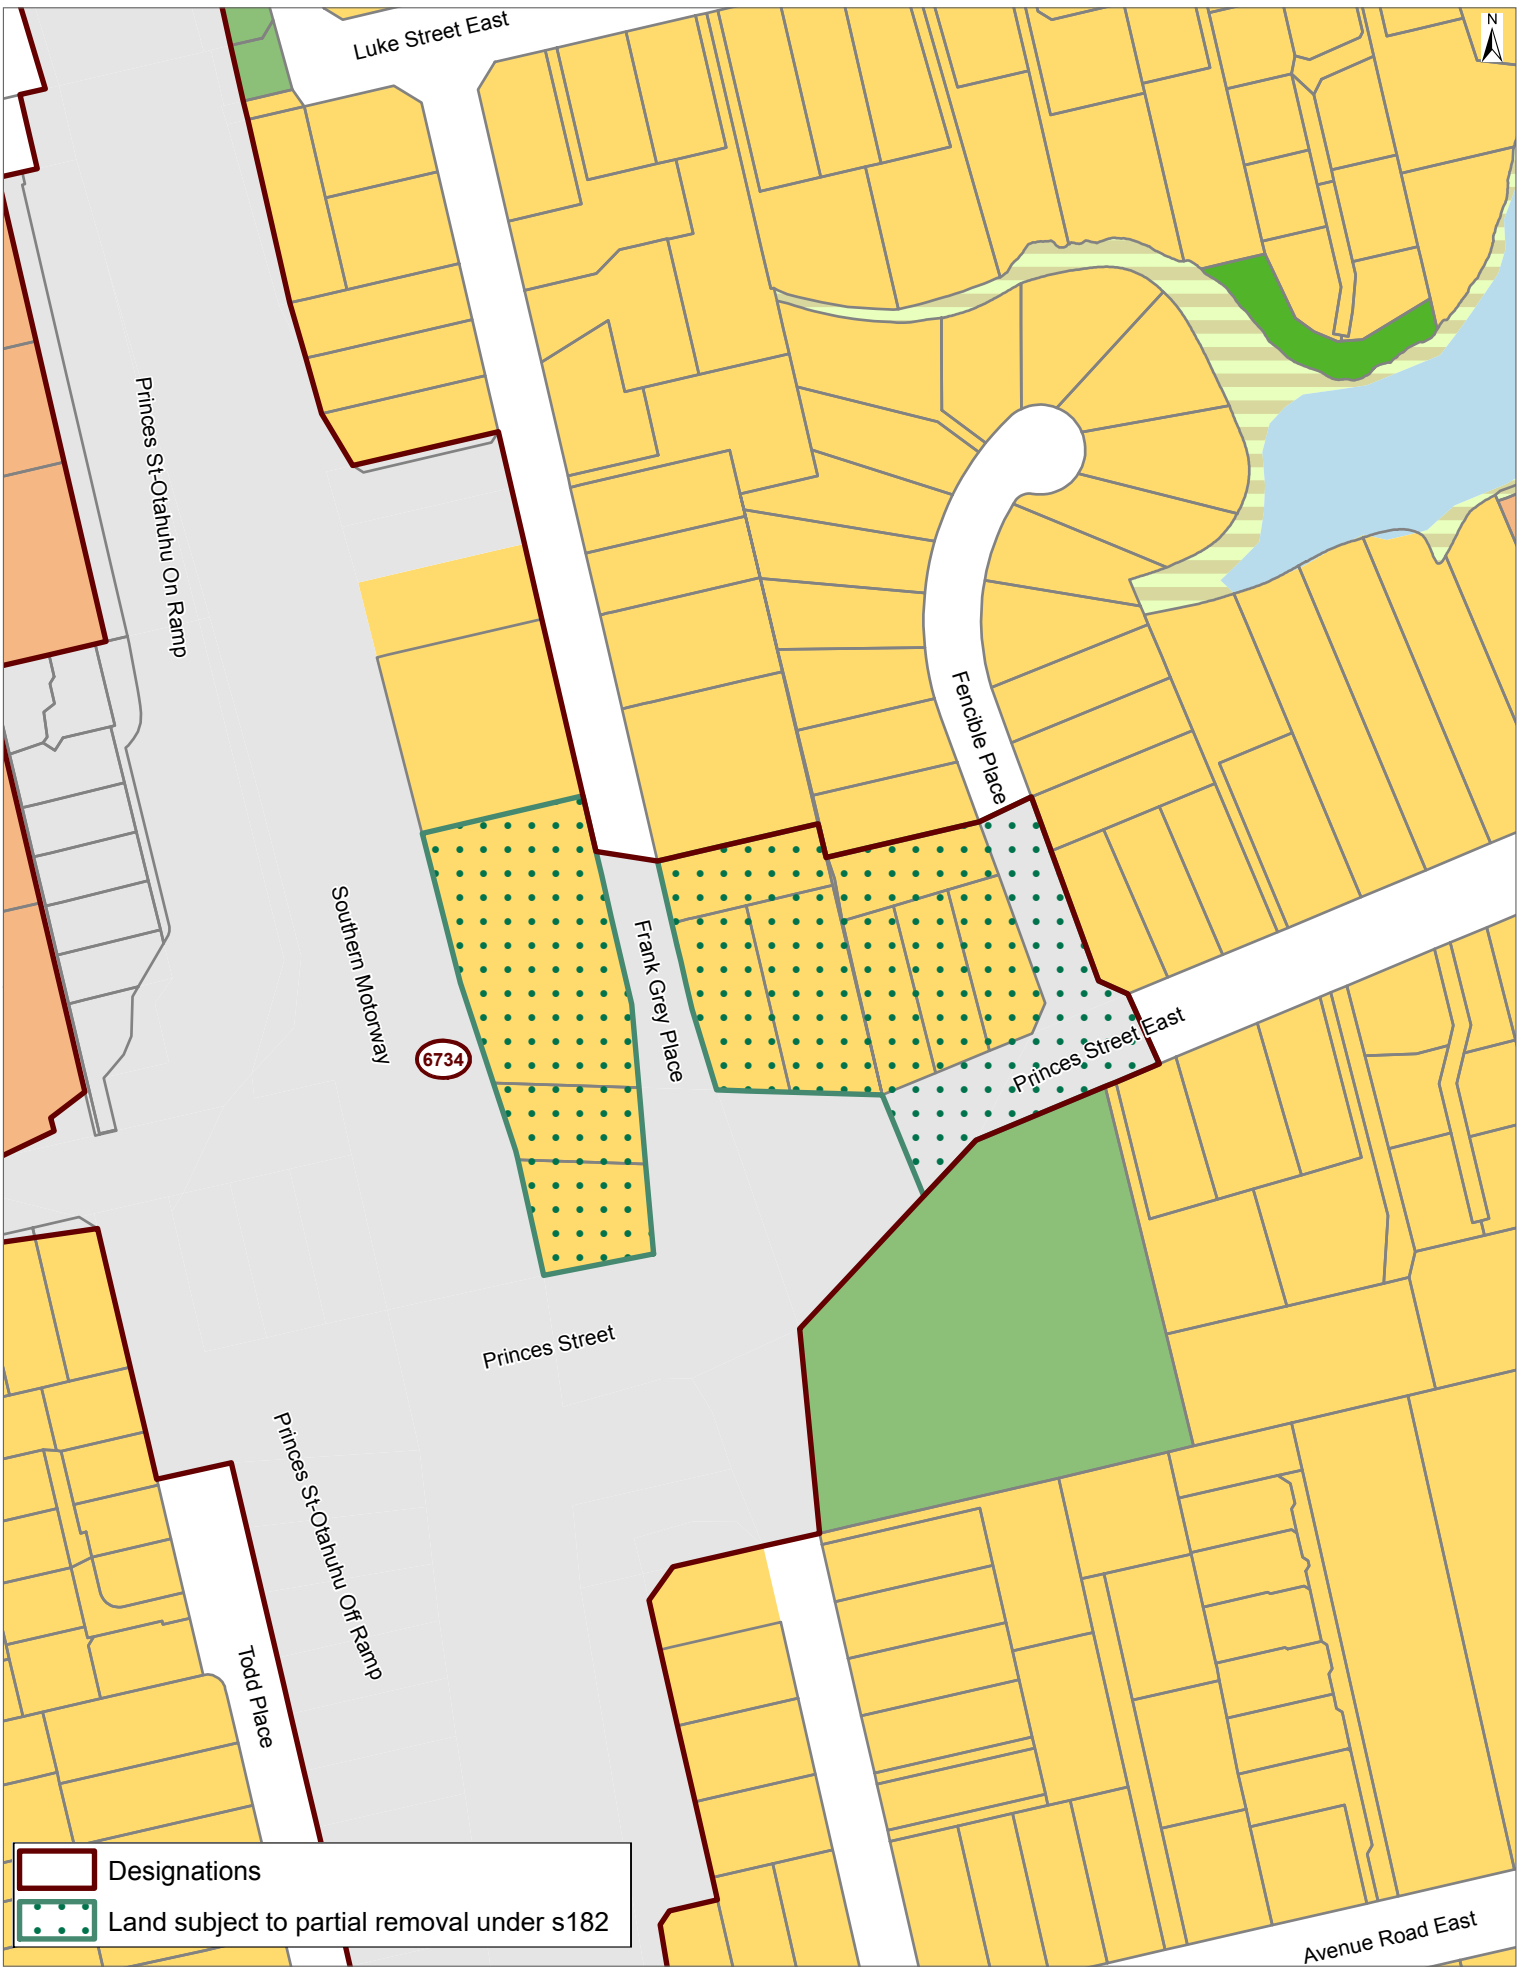 Luke Street East
N
Princes St-Otahuhu On Ramp
Fencible Place
Southern Motorway
Frank Grey Place
6734
Princes Street East
Princes Street
Princes St-Otahuhu Off Ramp
Todd Place
Designations
Land subject to partial removal under s182
Avenue Road East